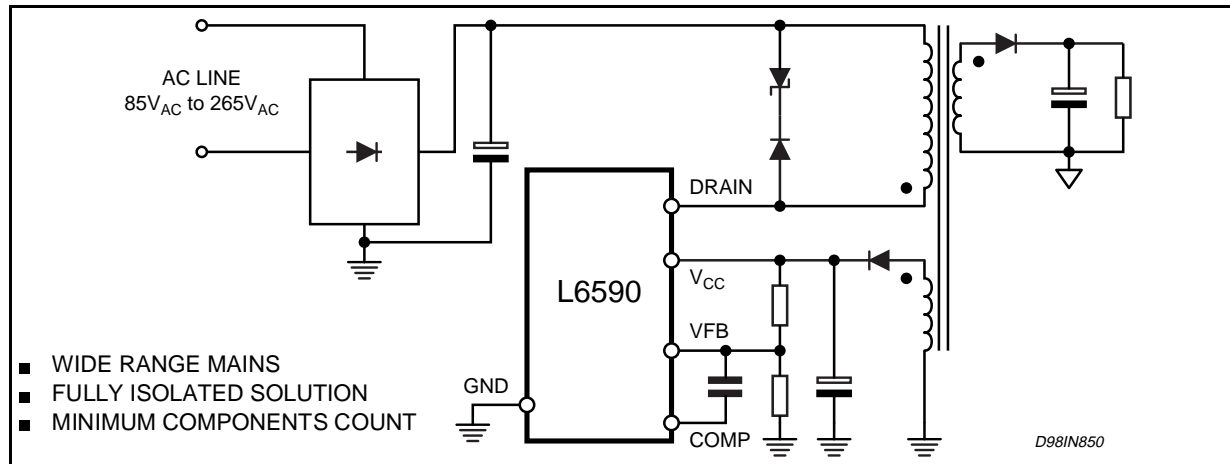 AC LINE
85VAC to 265VAC
DRAIN
L6590
VCC
VFB
GND
COMP
■ WIDE RANGE MAINS
■ FULLY ISOLATED SOLUTION
■ MINIMUM COMPONENTS COUNT
D98IN850